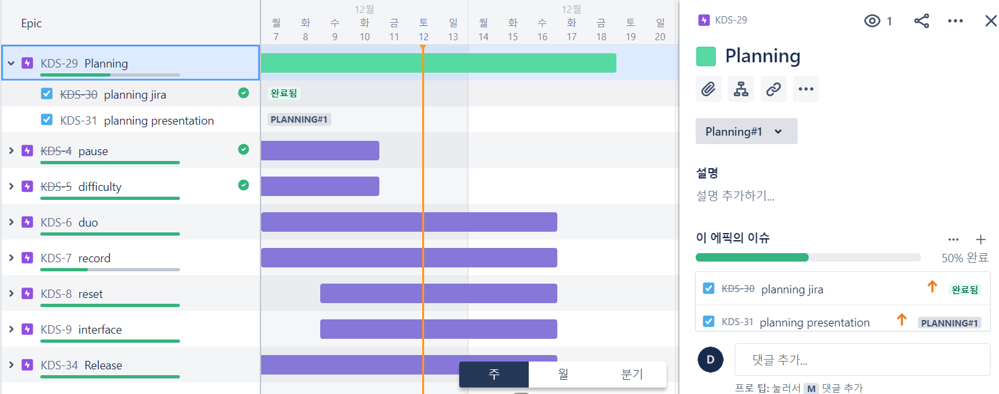 Epic
12월
12월
월 화 수 화 금 토 일 월 화 수 화 금 토 일
7 8 9 10 11 12 13 14 15 16 17 18 19 20
KDS-29 Planning
KDS-30 planning jira
완료됨
KDS-31 planning presentation
PLANNING#1
KDS-4 pause
KDS-5 difficulty
KDS-6 duo
KDS-7 record
KDS-8 reset
KDS-9 interface
KDS-34 Release
주 월 분기
KDS-29
1
Planning
Planning#1
설명
설명 추가하기...
이 에픽의 이슈
50% 완료
KDS-30 planning jira 완료됨
KDS-31 planning presentation PLANNING#1
D
댓글 추가...
프로 팁: 눌러서 M 댓글 추가